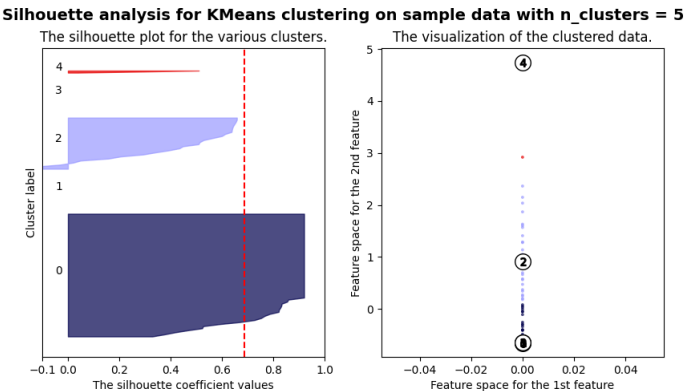 Silhouette analysis for KMeans clustering on sample data with n_clusters = 5
The silhouette plot for the various clusters.
4
3
2
1
0
Cluster label
−0.1 0.0 0.2 0.4 0.6 0.8 1.0
The silhouette coefficient values
The visualization of the clustered data.
5
4
3
2
1
0
Feature space for the 2nd feature
4
2
−0.04 −0.02 0.00 0.02 0.04
Feature space for the 1st feature